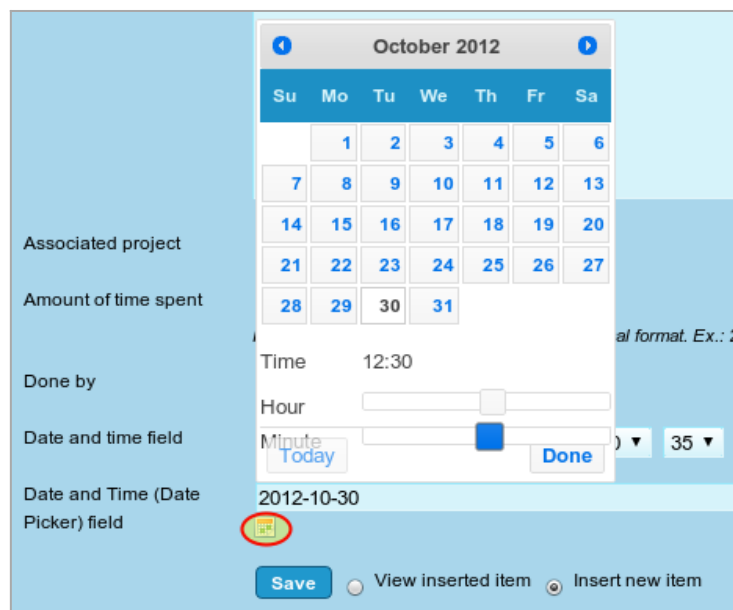 October 2012
Su Mo Tu We Th Fr Sa
1 2 3 4 5 6
7 8 9 10 11 12 13
14 15 16 17 18 19 20
Associated project
21 22 23 24 25 26 27
Amount of time spent
28 29 30 31
al format. Ex.: 2
Time 12:30
Done by
Hour
Date and time field
Minute
35
Today Done
Date and Time (Date
Picker) field
2012-10-30
Save View inserted item Insert new item